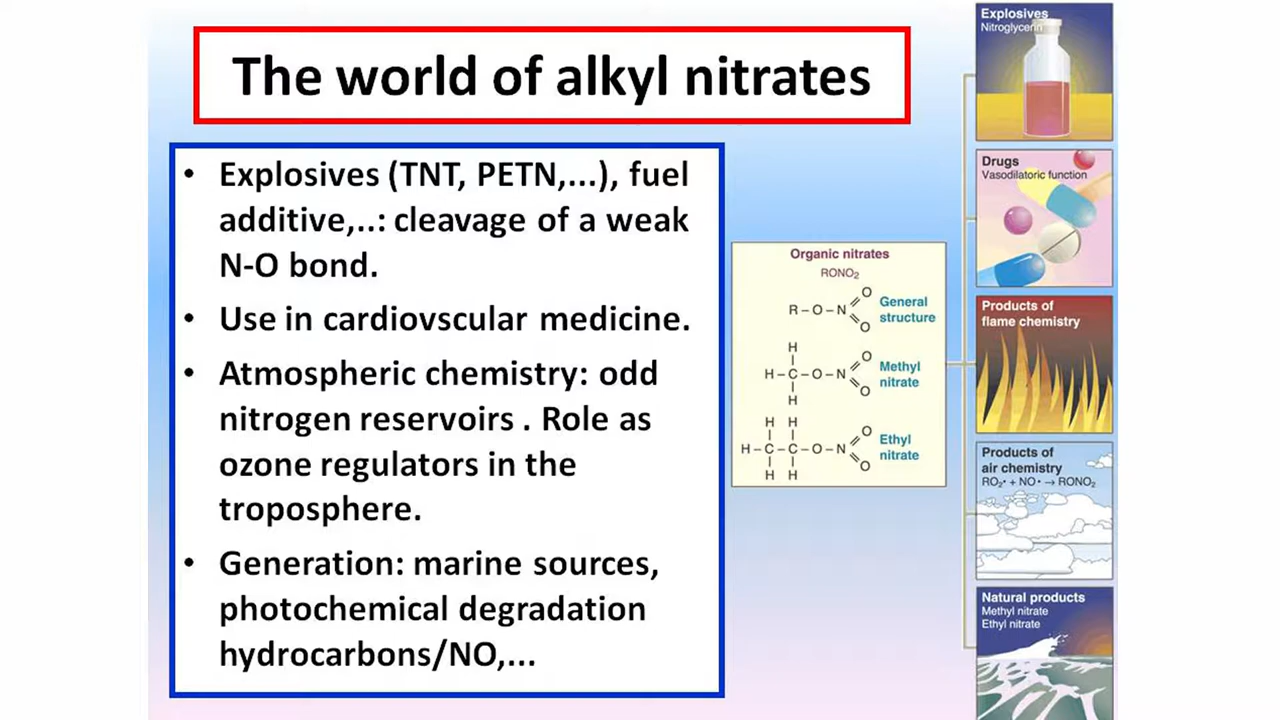 The world of alkyl nitrates
• Explosives (TNT, PETN,...), fuel
additive,..: cleavage of a weak
N-O bond.
• Use in cardiovscular medicine.
• Atmospheric chemistry: odd
nitrogen reservoirs . Role as
ozone regulators in the
troposphere.
• Generation: marine sources,
photochemical degradation
hydrocarbons/NO,...
Organic nitrates
RONO₂
R–O–N
O
O
General
structure
H
H–C–O–N
H
O
O
Methyl
nitrate
H H
H–C–C–O–N
H H
O
O
Ethyl
nitrate
Explosives
Nitroglycerin
Drugs
Vasodilatoric function
Products of
flame chemistry
Products of
air chemistry
RO₂• + NO• → RONO₂
Natural products
Methyl nitrate
Ethyl nitrate